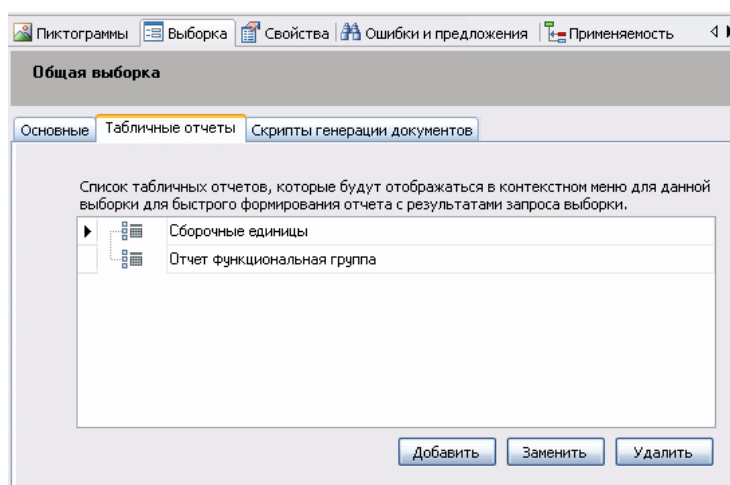 Пиктограммы Выборка Свойства Ошибки и предложения Применяемость
Общая выборка
Основные Табличные отчеты Скрипты генерации документов
Список табличных отчетов, которые будут отображаться в контекстном меню для данной
выборки для быстрого формирования отчета с результатами запроса выборки.
Сборочные единицы
Отчет функциональная группа
Добавить Заменить Удалить